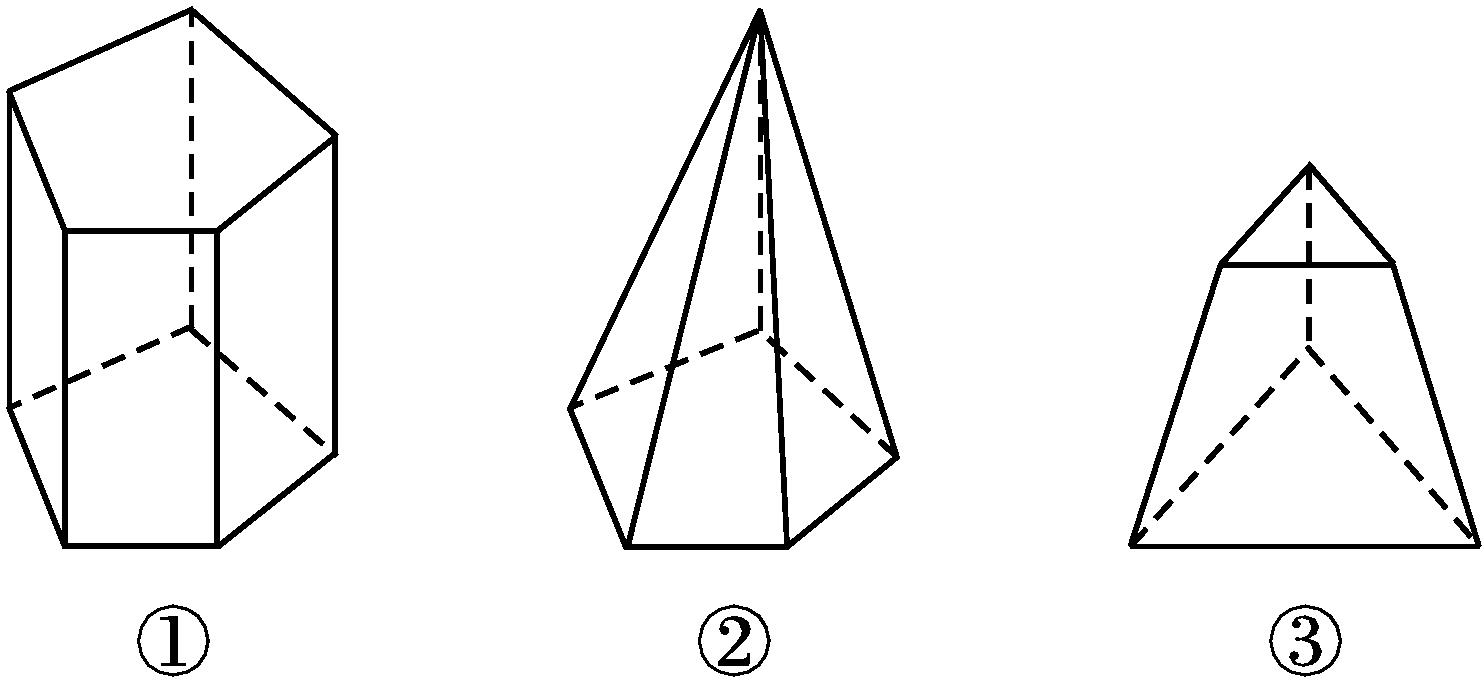 ① ② ③